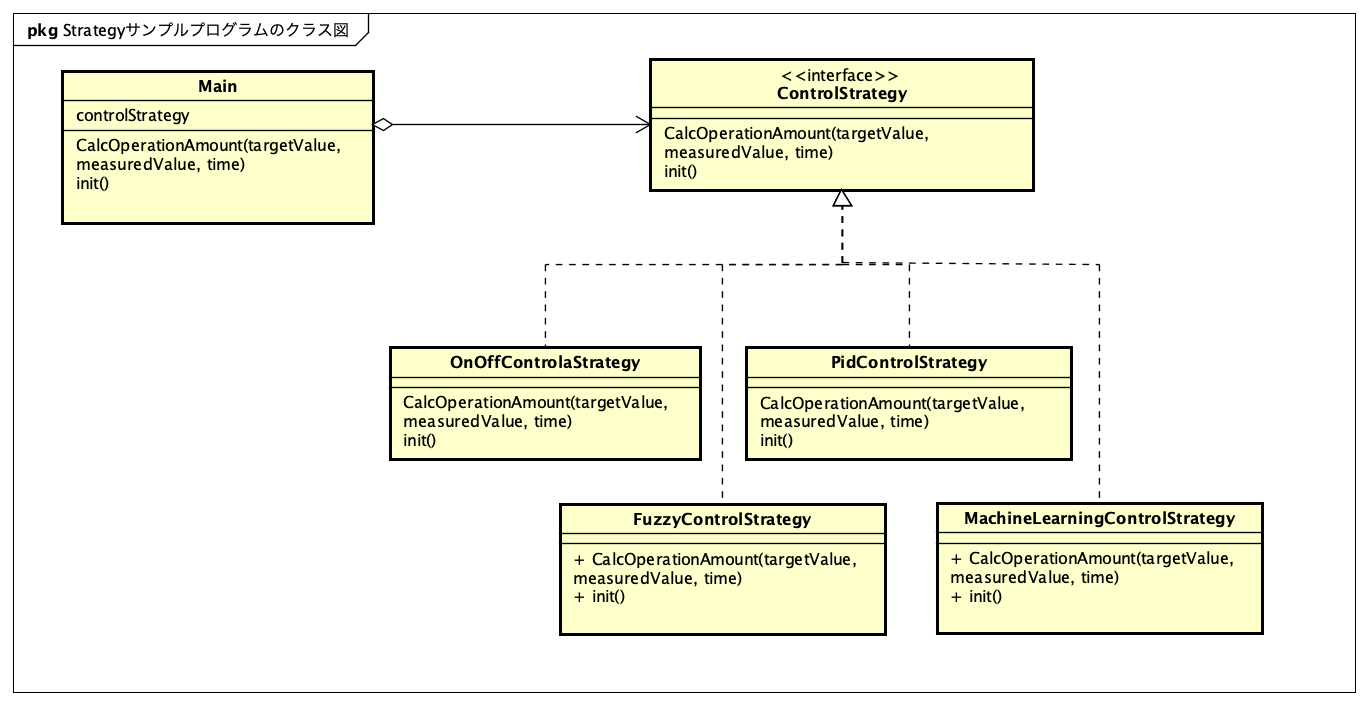 pkg Strategyサンプルプログラムのクラス図
Main
controlStrategy
CalcOperationAmount(targetValue,
measuredValue, time)
init()
<<interface>>
ControlStrategy
CalcOperationAmount(targetValue,
measuredValue, time)
init()
OnOffControlaStrategy
CalcOperationAmount(targetValue,
measuredValue, time)
init()
PidControlStrategy
CalcOperationAmount(targetValue,
measuredValue, time)
init()
FuzzyControlStrategy
+ CalcOperationAmount(targetValue,
measuredValue, time)
+ init()
MachineLearningControlStrategy
+ CalcOperationAmount(targetValue,
measuredValue, time)
+ init()